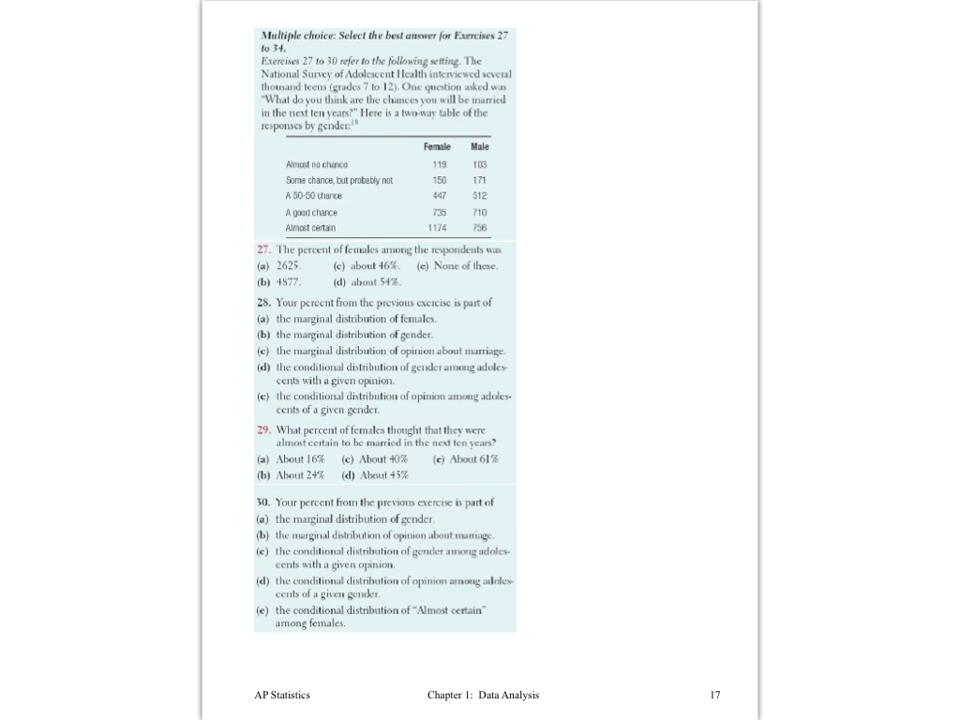 Multiple choice: Select the best answer for Exercises 27
to 34.
Exercises 27 to 30 refer to the following setting. The
National Survey of Adolescent Health interviewed several
thousand teens (grades 7 to 12). One question asked was
"What do you think are the chances you will be married
in the next ten years?" Here is a two-way table of the
responses by gender:18
Female Male
Almost no chance 119 103
Some chance, but probably not 150 171
A 50-50 chance 447 512
A good chance 735 710
Almost certain 1174 756
27. The percent of females among the respondents was
(a) 2625. (c) about 46%. (e) None of these.
(b) 4877. (d) about 54%.
28. Your percent from the previous exercise is part of
(a) the marginal distribution of females.
(b) the marginal distribution of gender.
(c) the marginal distribution of opinion about marriage.
(d) the conditional distribution of gender among adoles-
cents with a given opinion.
(e) the conditional distribution of opinion among adoles-
cents of a given gender.
29. What percent of females thought that they were
almost certain to be married in the next ten years?
(a) About 16% (c) About 40% (e) About 61%
(b) About 24% (d) About 45%
30. Your percent from the previous exercise is part of
(a) the marginal distribution of gender.
(b) the marginal distribution of opinion about marriage.
(c) the conditional distribution of gender among adoles-
cents with a given opinion.
(d) the conditional distribution of opinion among adoles-
cents of a given gender.
(e) the conditional distribution of "Almost certain"
among females.
AP Statistics Chapter 1: Data Analysis 17